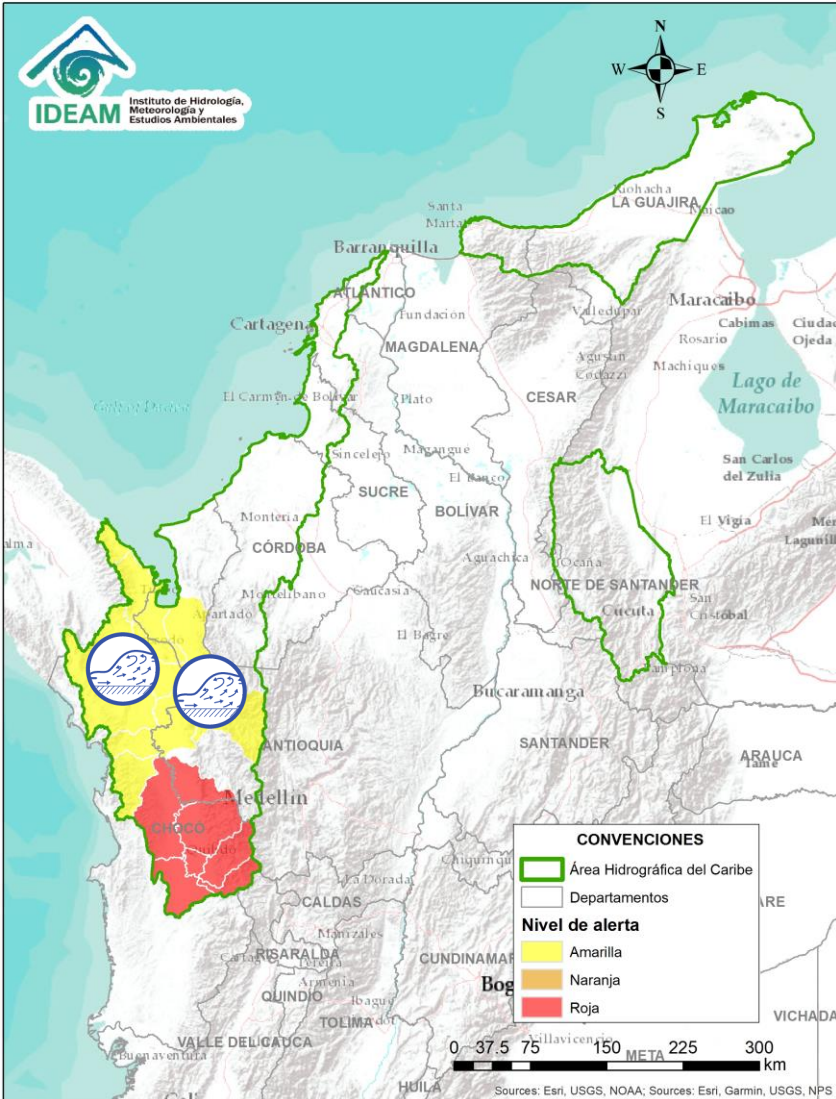 IDEAM
Instituto de Hidrología,
Meteorología y
Estudios Ambientales
N
W
E
S
Riohacha
LA GUAJIRA
Maicao
Santa
Marta
Barranquilla
ATLÁNTICO
Maracaibo
Cabimas
Ciudad
Ojeda
Fundación
Valledupar
Cartagena
Rosario
MAGDALENA
Agustín
Codazzi
Machiques
CESAR
Lago de
Maracaibo
El Carmen de Bolívar
Plato
Sincelejo
Magangué
San Carlos
del Zulia
El Banco
SUCRE
BOLÍVAR
Montería
El Vigía
CÓRDOBA
Aguachica
Ocaña
NORTE DE SANTANDER
Montelíbano
Caucasia
Apartadó
Cúcuta
San
Cristóbal
El Bagre
Pamplona
Bucaramanga
ANTIOQUIA
SANTANDER
ARAUCA
Tame
Medellín
CHOCÓ
Quibdó
La Dorada
CALDAS
Manizales
RISARALDA
Pereira
Armenia
QUINDIO
Ibagué
TOLIMA
CUNDINAMAR
Bog
Villavicencio
META
VICHADA
VALLE DEL CAUCA
Buenaventura
HUILA
CONVENCIONES
Área Hidrográfica del Caribe
Departamentos
Nivel de alerta
Amarilla
Naranja
Roja
0 37.5 75 150 225 300
km
Sources: Esri, USGS, NOAA; Sources: Esri, Garmin, USGS, NPS